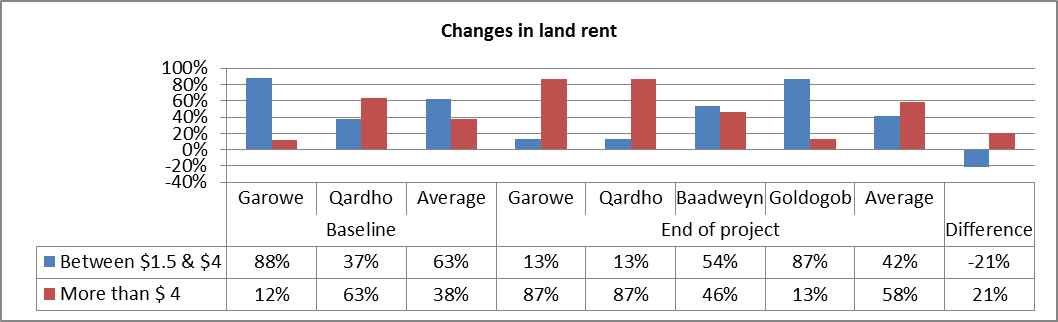 Changes in land rent
100%
80%
60%
40%
20%
0%
-20%
-40%
Garowe Qardho Average Garowe Qardho Baadweyn Goldogob Average
Baseline End of project Difference
Between $1.5 & $4 88% 37% 63% 13% 13% 54% 87% 42% -21%
More than $ 4 12% 63% 38% 87% 87% 46% 13% 58% 21%